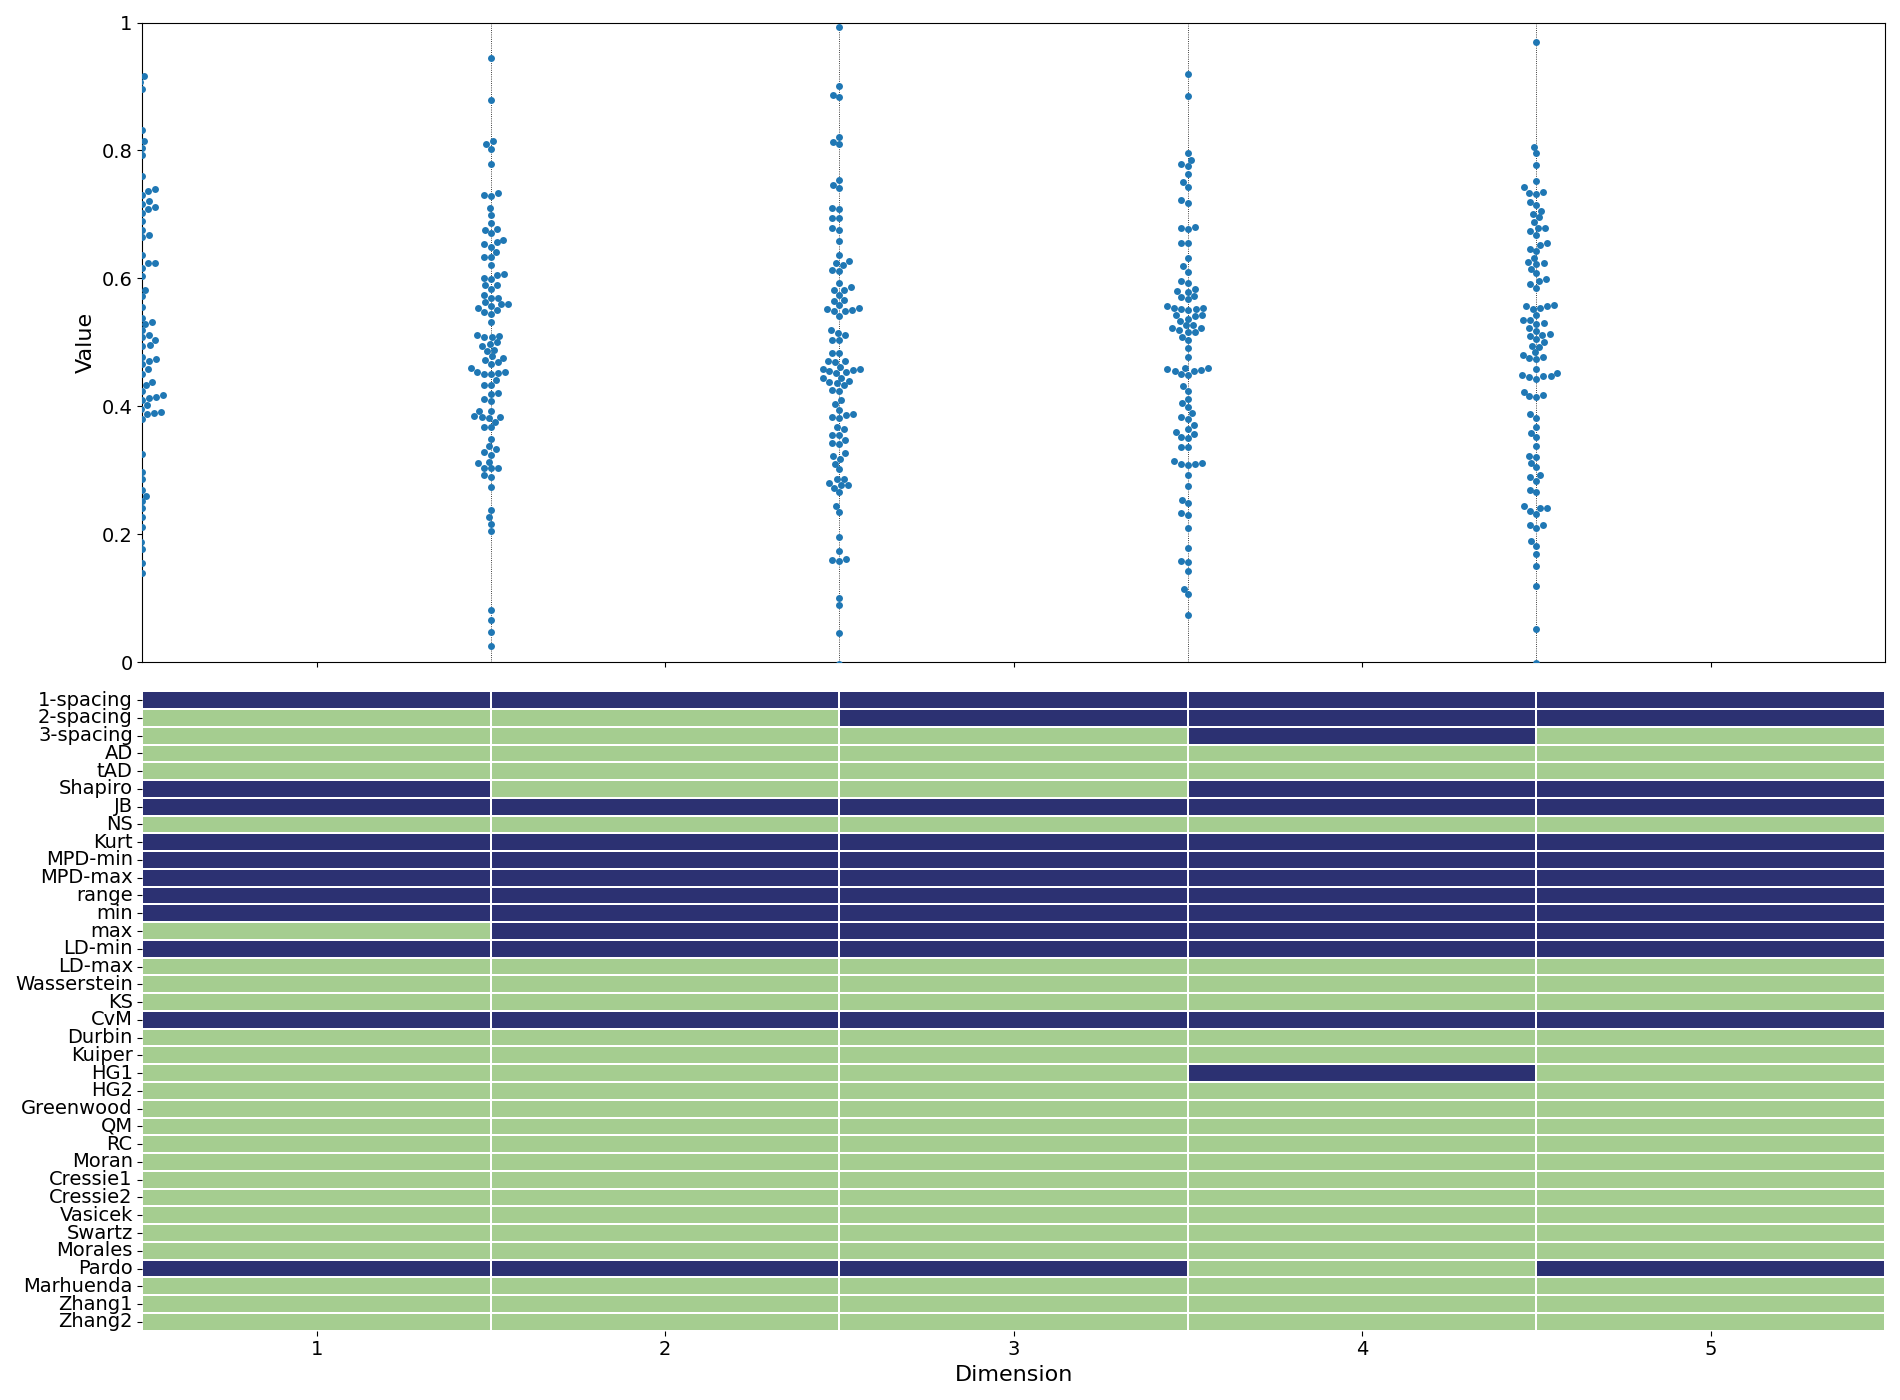 1
0.8
0.6
Value
0.4
0.2
0
1-spacing
2-spacing
3-spacing
AD
tAD
Shapiro
JB
NS
Kurt
MPD-min
MPD-max
range
min
max
LD-min
LD-max
Wasserstein
KS
CvM
Durbin
Kuiper
HG1
HG2
Greenwood
QM
RC
Moran
Cressie1
Cressie2
Vasicek
Swartz
Morales
Pardo
Marhuenda
Zhang1
Zhang2
1 2 3 4 5
Dimension